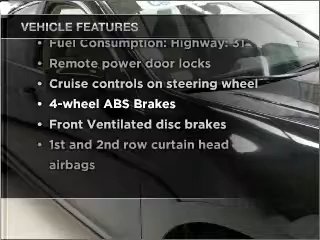 VEHICLE FEATURES
• Fuel Consumption: Highway: 31
• Remote power door locks
• Cruise controls on steering wheel
• 4-wheel ABS Brakes
• Front Ventilated disc brakes
• 1st and 2nd row curtain head
airbags